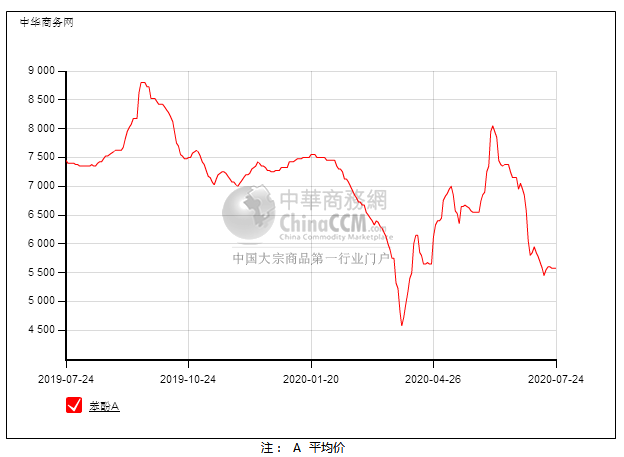 中华商务网
9 000
8 500
8 000
7 500
7 000
6 500
6 000
5 500
5 000
4 500
中華商務網
ChinaCCM.com
China Commodity Marketplace
中国大宗商品第一行业门户
2019-07-24 2019-10-24 2020-01-20 2020-04-26 2020-07-24
苯酚A
注： A 平均价